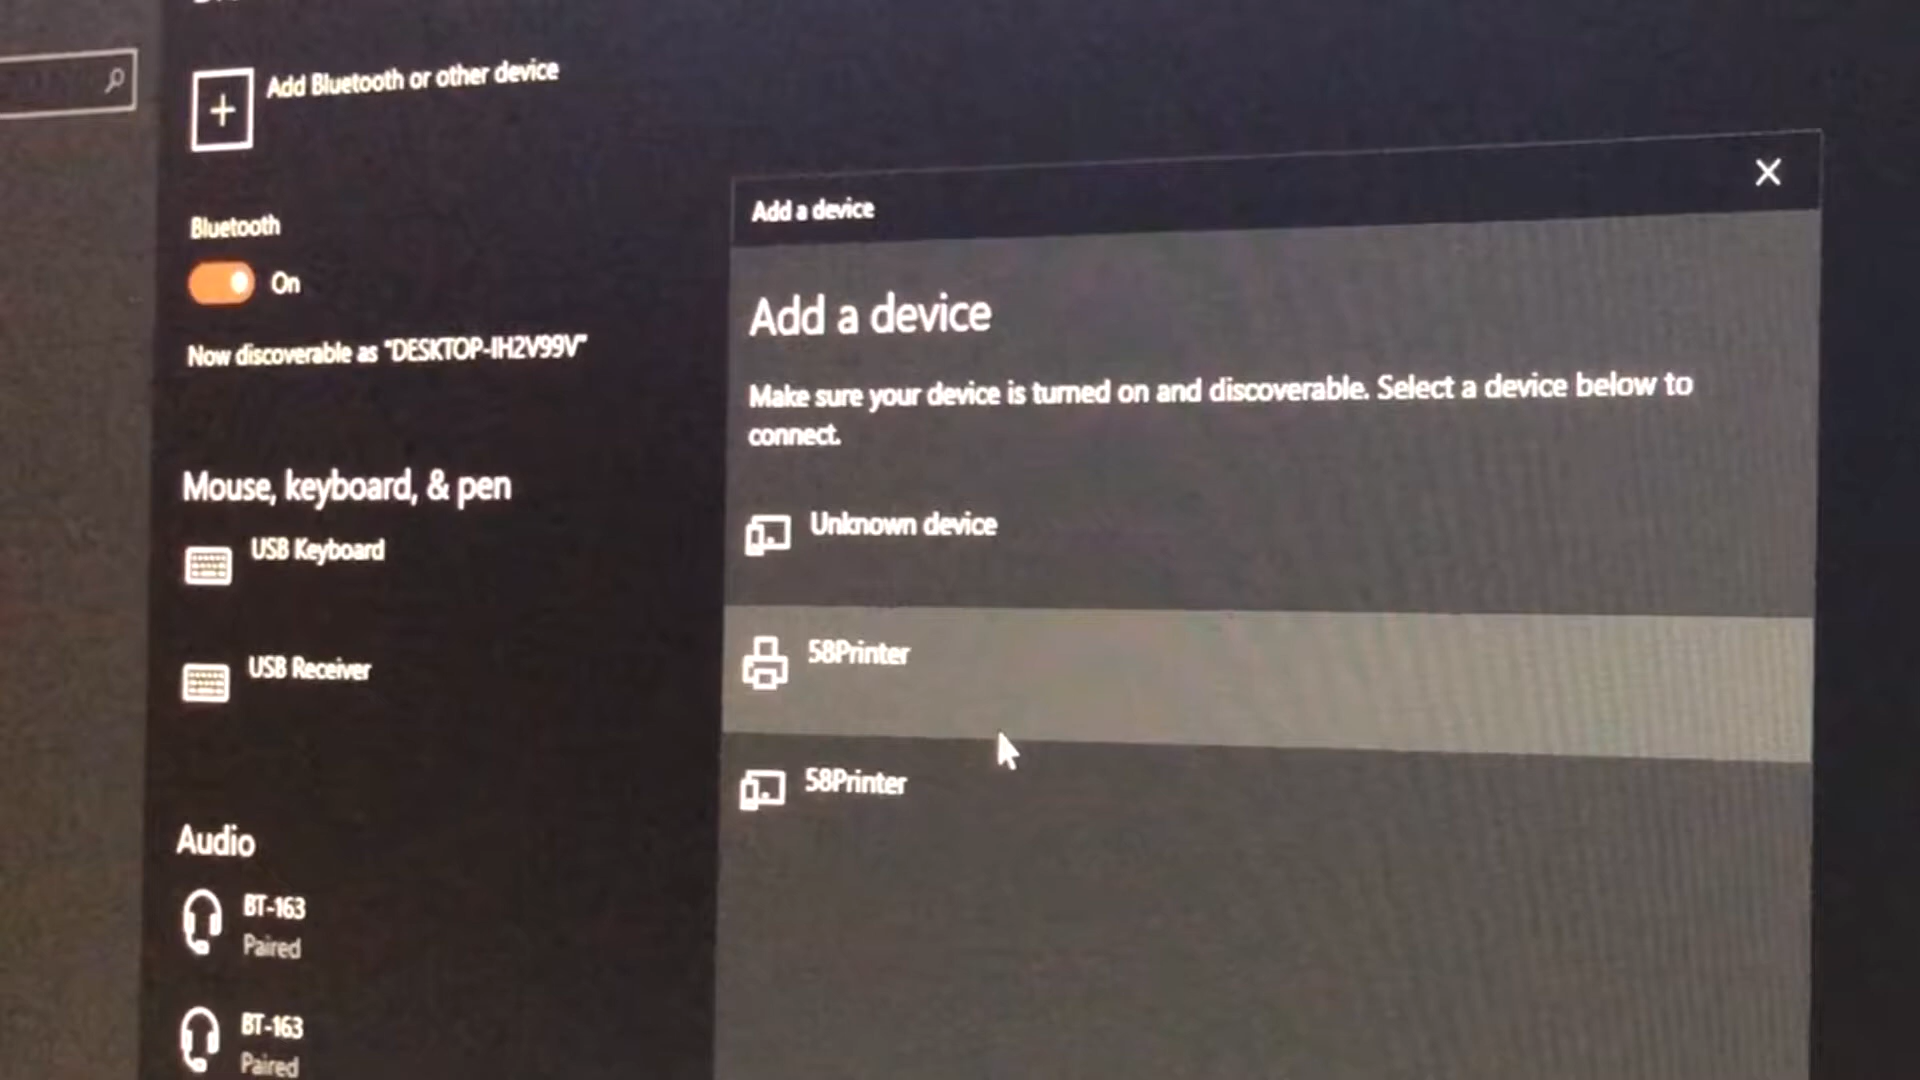 Add Bluetooth or other device
Bluetooth
On
Now discoverable as "DESKTOP-IH2V99V"
Mouse, keyboard, & pen
USB Keyboard
USB Receiver
Audio
BT-163
Paired
BT-163
Paired
Add a device
Add a device
Make sure your device is turned on and discoverable. Select a device below to
connect.
Unknown device
58Printer
58Printer